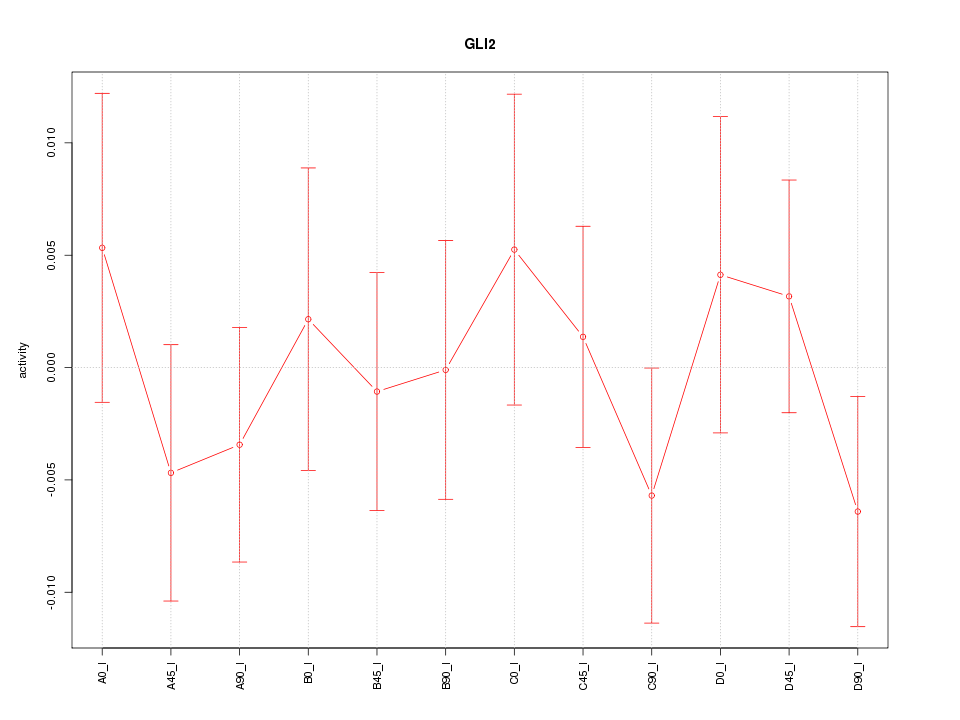 GLI2
activity
0.010
0.005
0.000
-0.005
-0.010
A0_I
A45_I
A90_I
B0_I
B45_I
B90_I
C0_I
C45_I
C90_I
D0_I
D45_I
D90_I